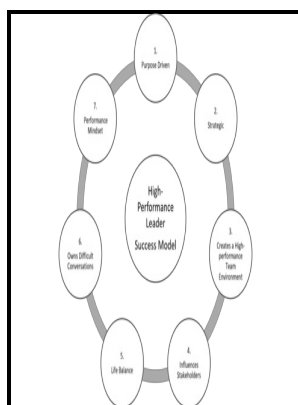 1.
Purpose Driven
2.
Strategic
3.
Creates a High-
performance
Team
Environment
4.
Influences
Stakeholders
5.
Life Balance
6.
Owns Difficult
Conversations
7.
Performance
Mindset
High-
Performance
Leader
Success Model